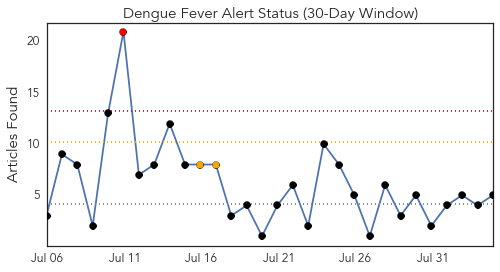 Dengue Fever Alert Status (30-Day Window)
Articles Found
20
15
10
5
Jul 06 Jul 11 Jul 16 Jul 21 Jul 26 Jul 31